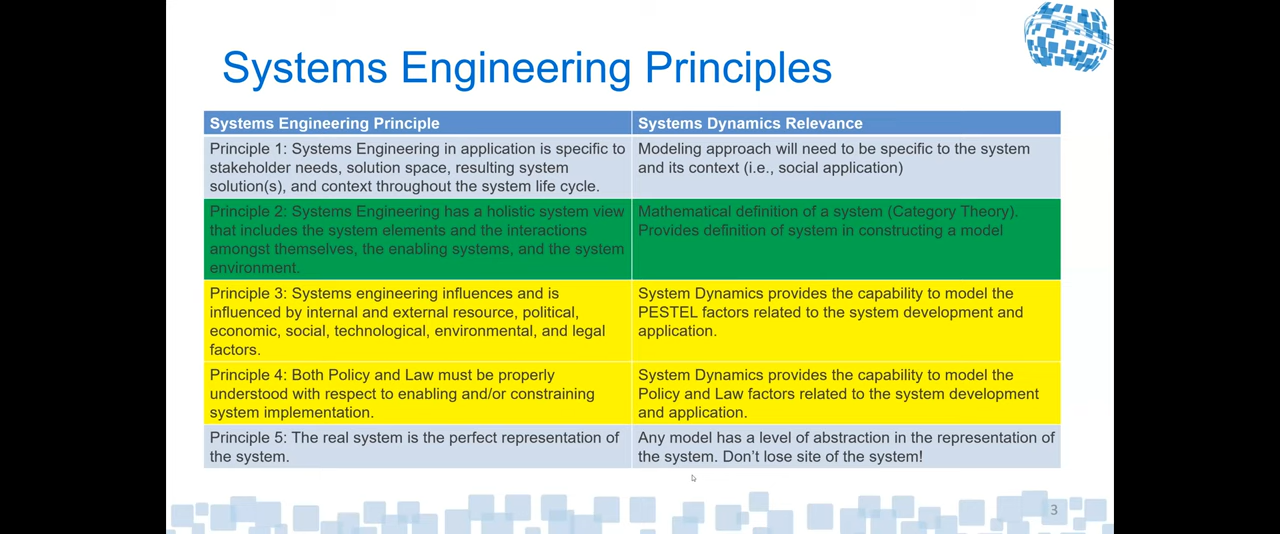 Systems Engineering Principles
Systems Engineering Principle
Systems Dynamics Relevance
Principle 1: Systems Engineering in application is specific to
stakeholder needs, solution space, resulting system
solution(s), and context throughout the system life cycle.
Modeling approach will need to be specific to the system
and its context (i.e., social application)
Principle 2: Systems Engineering has a holistic system view
that includes the system elements and the interactions
amongst themselves, the enabling systems, and the system
environment.
Mathematical definition of a system (Category Theory).
Provides definition of system in constructing a model
Principle 3: Systems engineering influences and is
influenced by internal and external resource, political,
economic, social, technological, environmental, and legal
factors.
System Dynamics provides the capability to model the
PESTEL factors related to the system development and
application.
Principle 4: Both Policy and Law must be properly
understood with respect to enabling and/or constraining
system implementation.
System Dynamics provides the capability to model the
Policy and Law factors related to the system development
and application.
Principle 5: The real system is the perfect representation of
the system.
Any model has a level of abstraction in the representation of
the system. Don't lose site of the system!
3